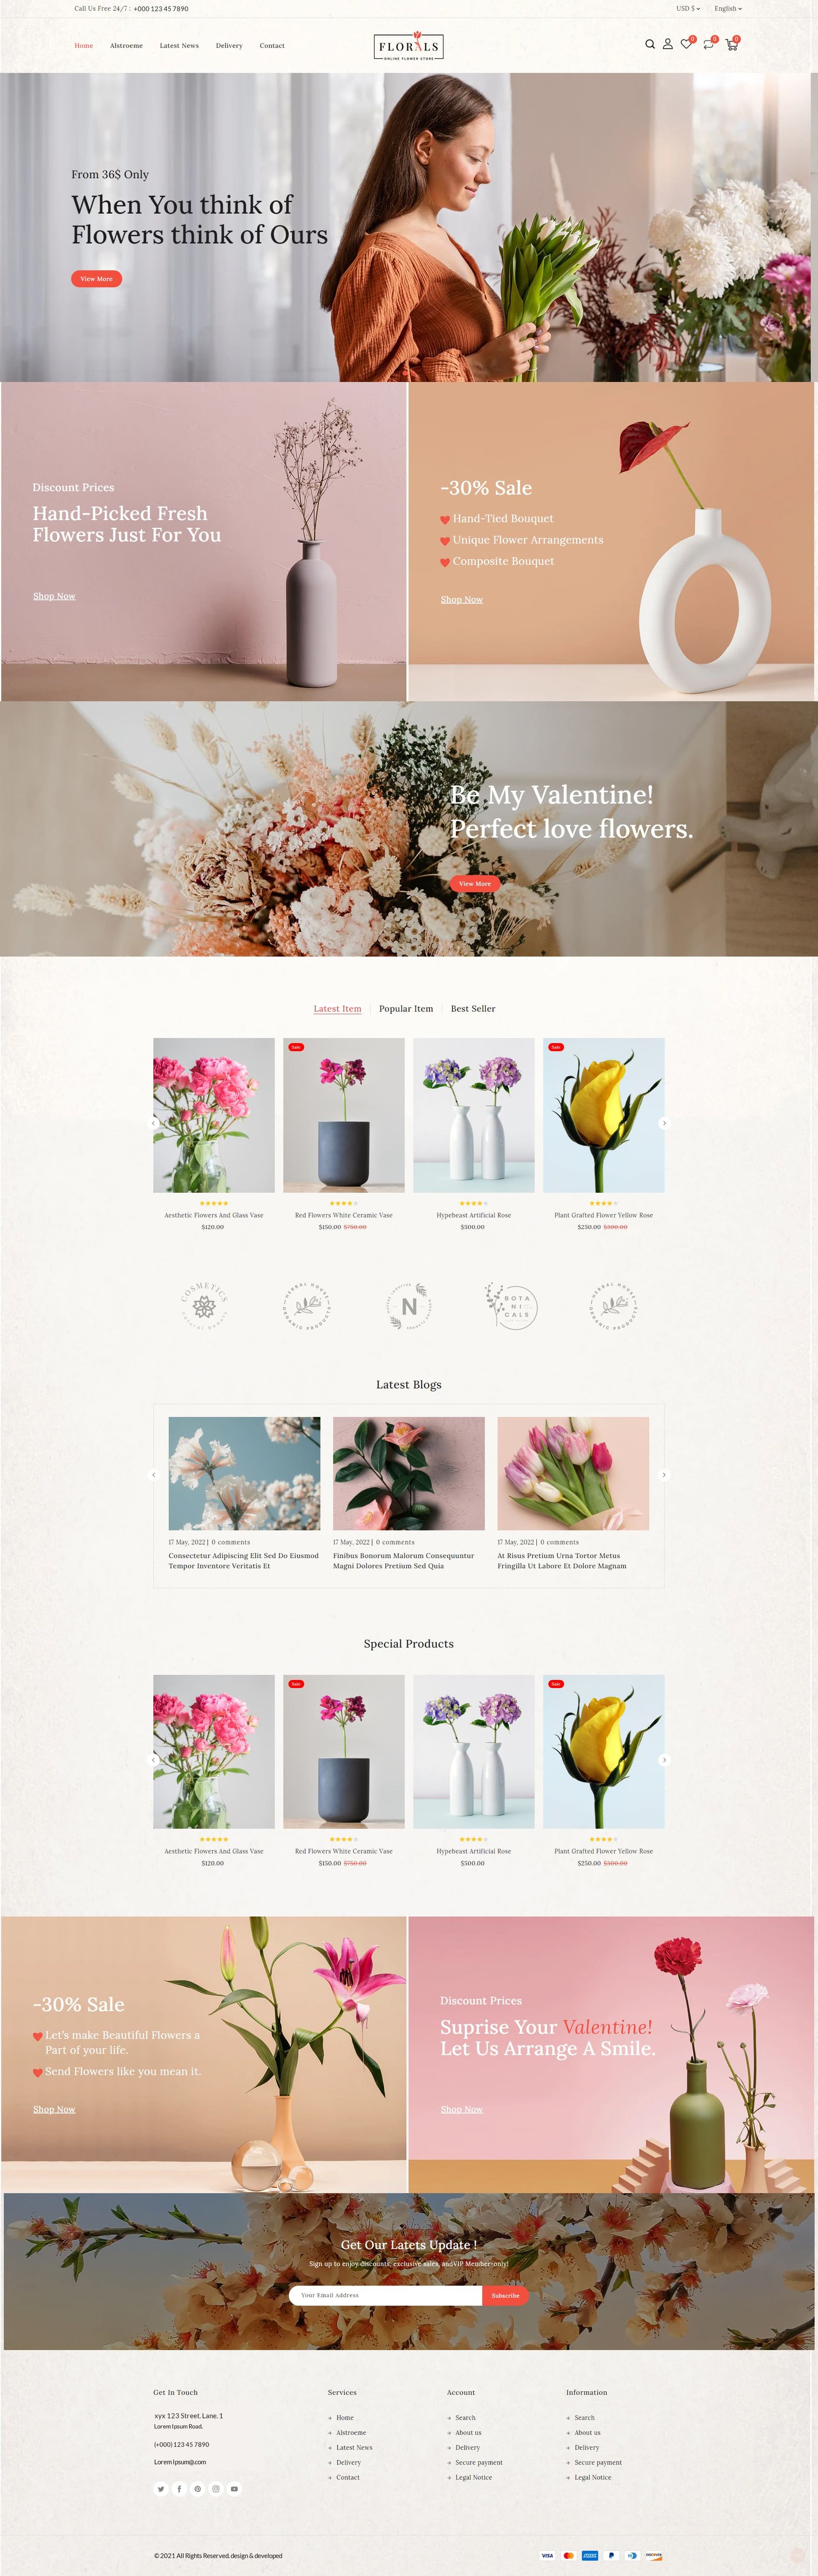 Call Us Free 24/7 : +000 123 45 7890
USD $
English
Home
Alstroeme
Latest News
Delivery
Contact
FLORALS
ONLINE FLOWER STORE
0
0
0
From 36$ Only
When You think of
Flowers think of Ours
View More
Discount Prices
Hand-Picked Fresh
Flowers Just For You
Shop Now
-30% Sale
Hand-Tied Bouquet
Unique Flower Arrangements
Composite Bouquet
Shop Now
Be My Valentine!
Perfect love flowers.
View More
Latest Item
Popular Item
Best Seller
Sale
Sale
Aesthetic Flowers And Glass Vase
$120.00
Red Flowers White Ceramic Vase
$150.00 $750.00
Hypebeast Artificial Rose
$500.00
Plant Grafted Flower Yellow Rose
$250.00 $300.00
COSMETICS
HERBAL HOUSE
ORGANIC PRODUCTS
N
BOTA
NI
CALS
HERBAL HOUSE
ORGANIC PRODUCTS
Latest Blogs
17 May, 2022 | 0 comments
Consectetur Adipiscing Elit Sed Do Eiusmod
Tempor Inventore Veritatis Et
17 May, 2022 | 0 comments
Finibus Bonorum Malorum Consequuntur
Magni Dolores Pretium Sed Quia
17 May, 2022 | 0 comments
At Risus Pretium Urna Tortor Metus
Fringilla Ut Labore Et Dolore Magnam
Special Products
Sale
Sale
Aesthetic Flowers And Glass Vase
$120.00
Red Flowers White Ceramic Vase
$150.00 $750.00
Hypebeast Artificial Rose
$500.00
Plant Grafted Flower Yellow Rose
$250.00 $300.00
-30% Sale
Let's make Beautiful Flowers a
Part of your life.
Send Flowers like you mean it.
Shop Now
Discount Prices
Suprise Your Valentine!
Let Us Arrange A Smile.
Shop Now
Get Our Latets Update !
Sign up to enjoy discounts, exclusive sales, andVIP Member-only!
Your Email Address
Subscribe
Get In Touch
xyx 123 Street. Lane. 1
Lorem Ipsum Road.
(+000) 123 45 7890
Lorem Ipsum@.com
Services
Home
Alstroeme
Latest News
Delivery
Contact
Account
Search
About us
Delivery
Secure payment
Legal Notice
Information
Search
About us
Delivery
Secure payment
Legal Notice
© 2021 All Rights Reserved. design & developed
VISA
DISCOVER